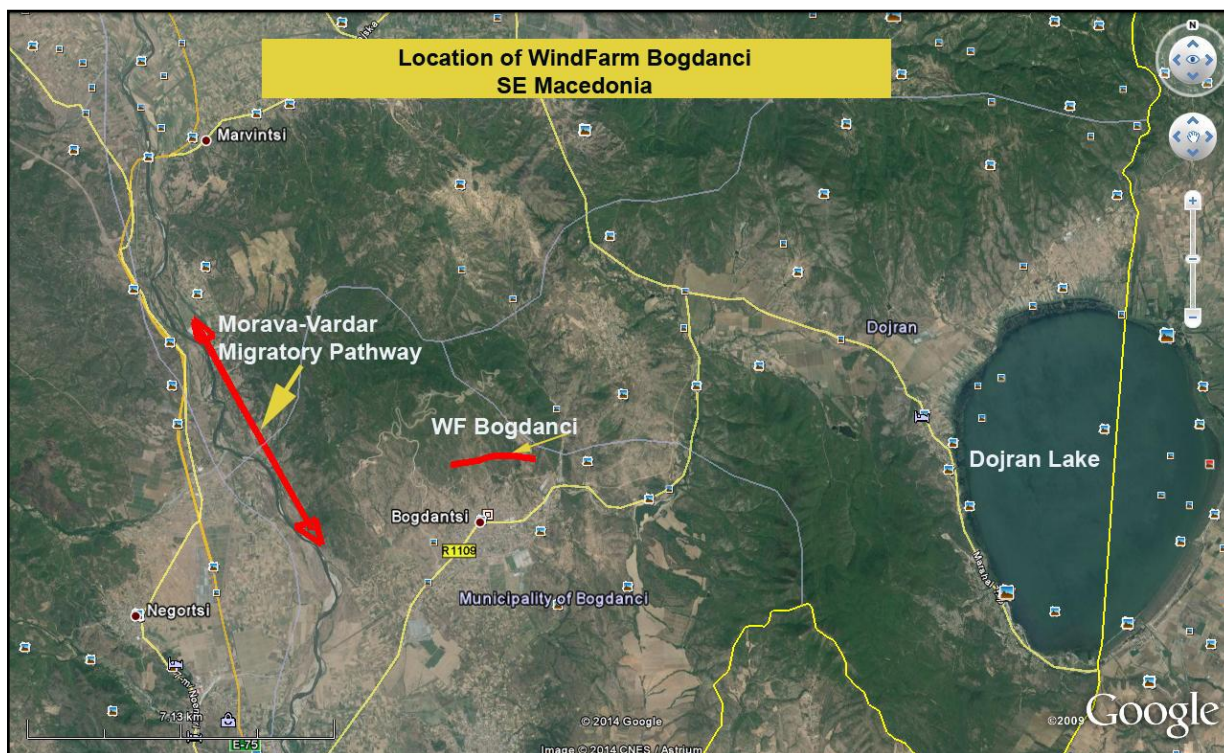 Location of WindFarm Bogdanci
SE Macedonia
N
Marvintsi
Morava-Vardar
Migratory Pathway
Dojran
WF Bogdanci
Dojran Lake
Bogdantsi
R1109
Municipality of Bogdanci
Negortsi
7,13 km
E-75
© 2014 Google
Image © 2014 CNES / Astrium
©2009 Google